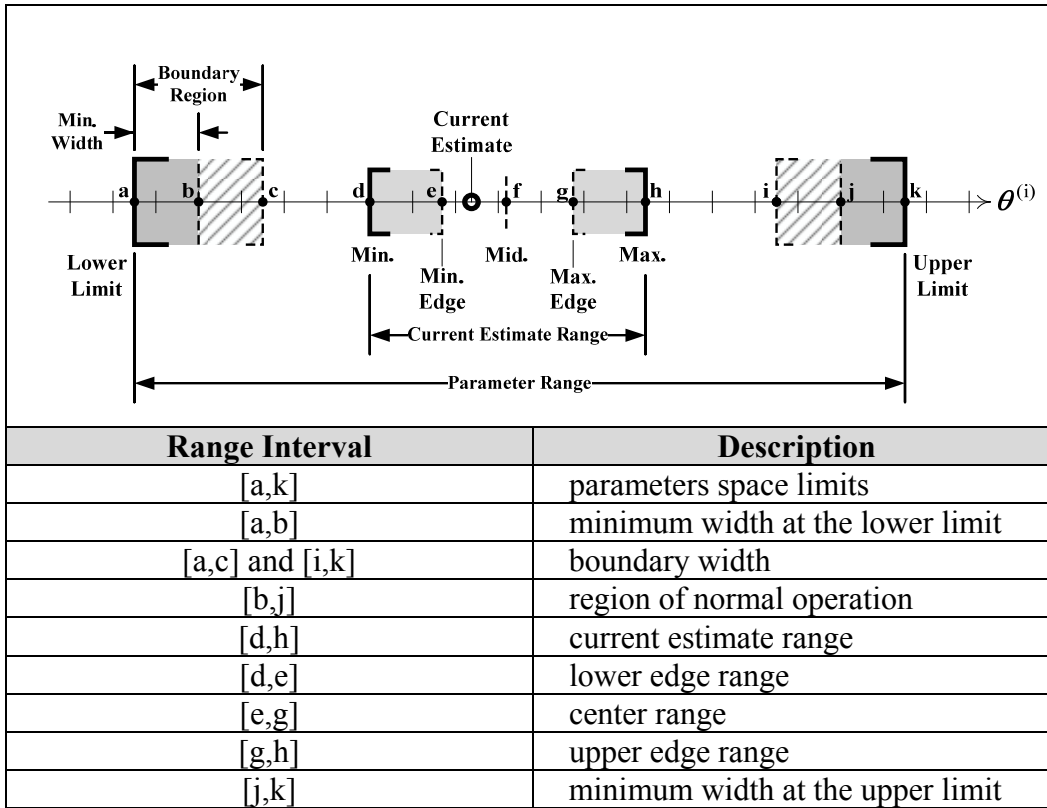 Boundary
Region
Min.
Width
Current
Estimate
a b c d e f g h i j k θ(i)
Lower
Limit
Min.
Min.
Edge
Mid.
Max.
Edge
Max.
Upper
Limit
Current Estimate Range
Parameter Range
Range Interval Description
[a,k] parameters space limits
[a,b] minimum width at the lower limit
[a,c] and [i,k] boundary width
[b,j] region of normal operation
[d,h] current estimate range
[d,e] lower edge range
[e,g] center range
[g,h] upper edge range
[j,k] minimum width at the upper limit